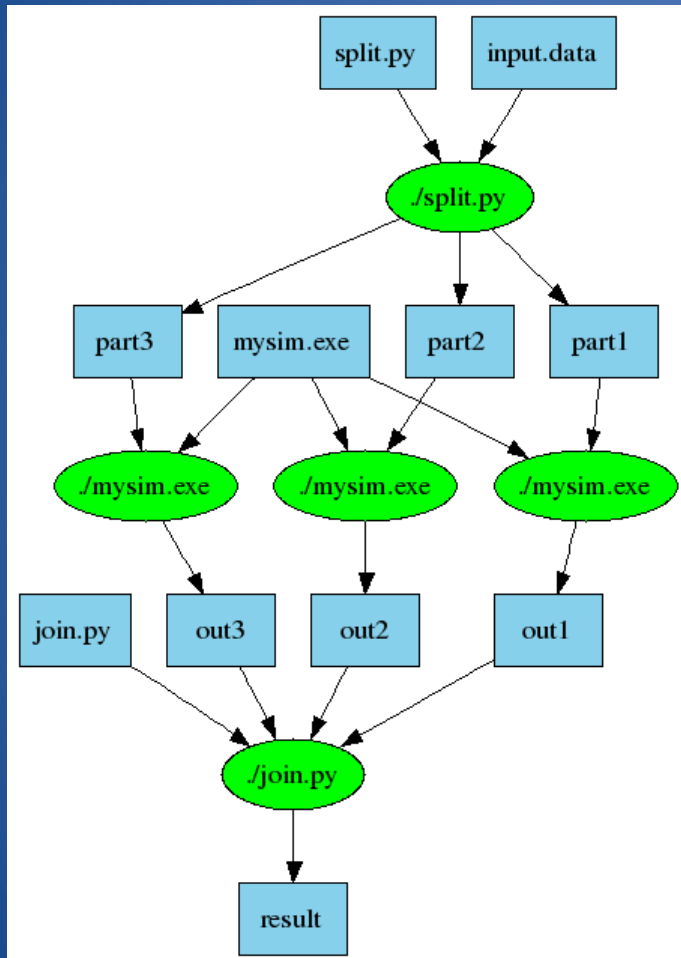 split.py
input.data
./split.py
part3
mysim.exe
part2
part1
./mysim.exe
./mysim.exe
./mysim.exe
join.py
out3
out2
out1
./join.py
result